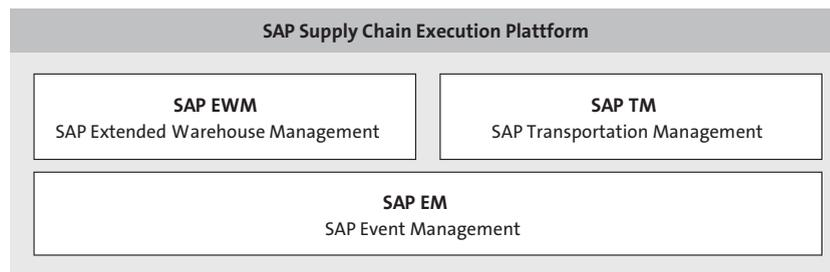 SAP Supply Chain Execution Plattform
SAP EWM
SAP Extended Warehouse Management
SAP TM
SAP Transportation Management
SAP EM
SAP Event Management